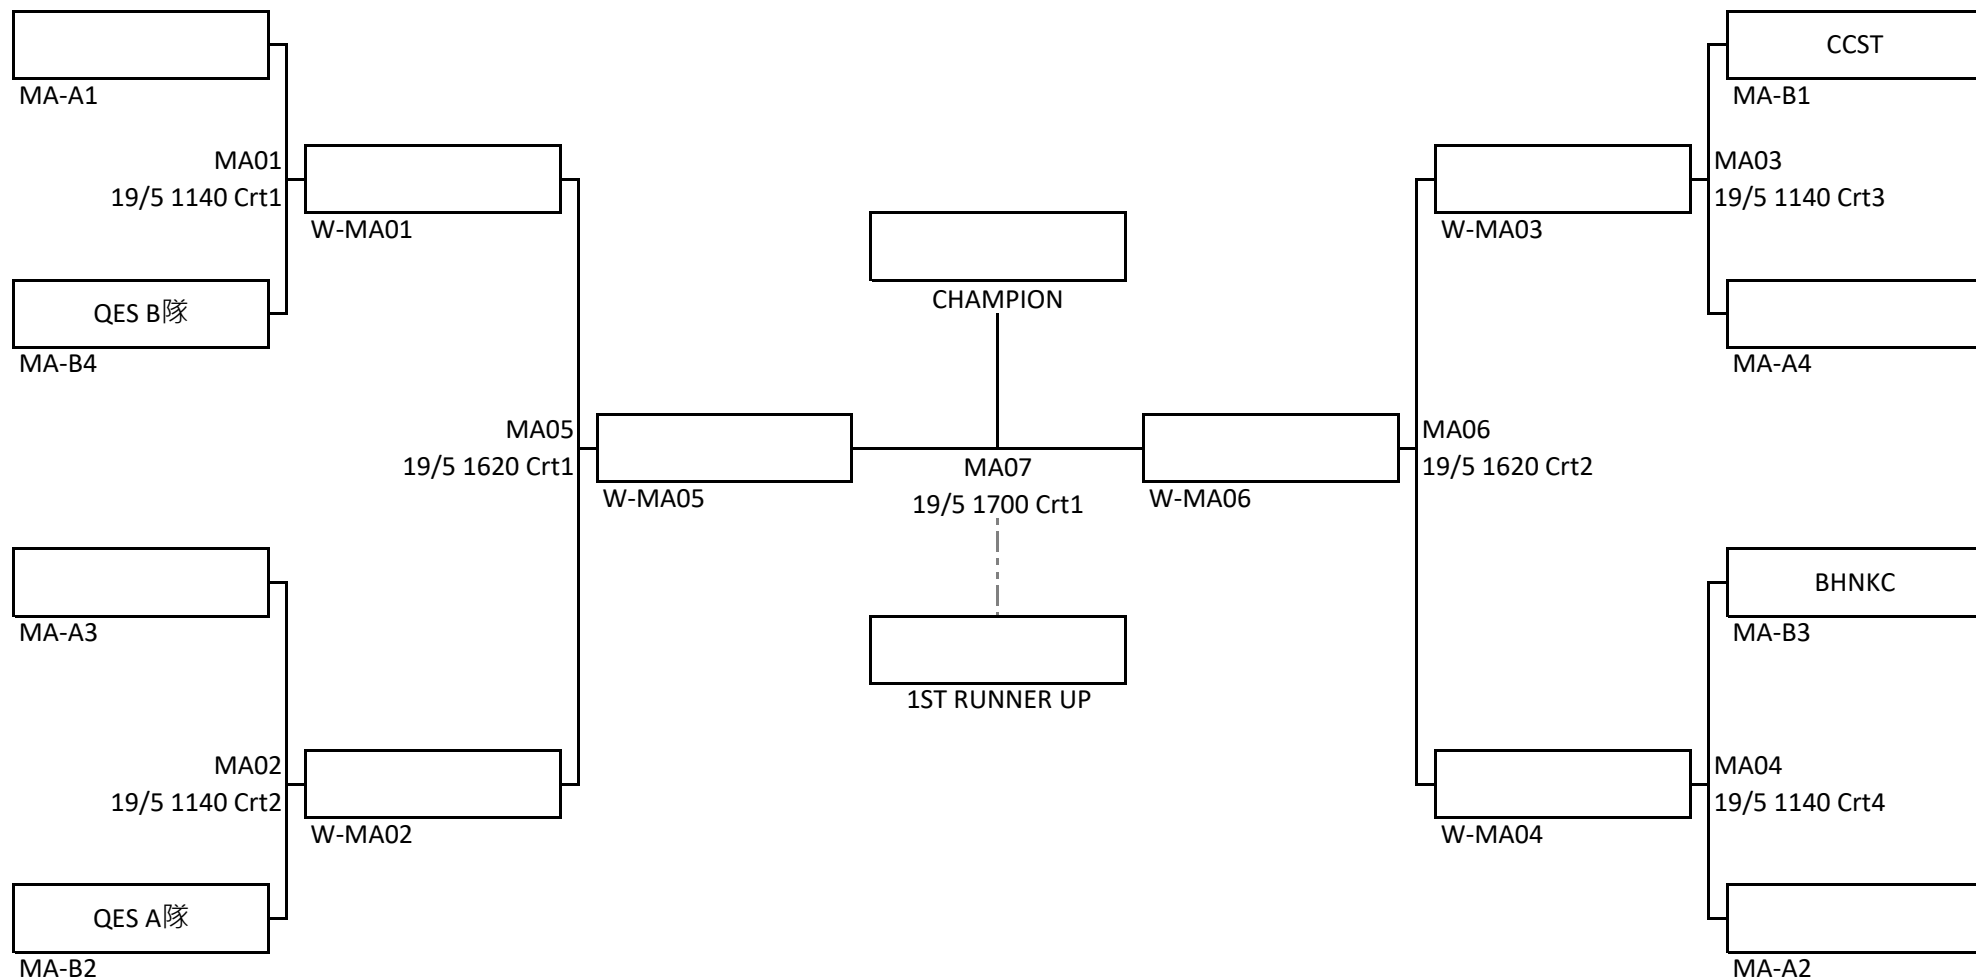 CCST
MA-A1
MA-B1
MA01
19/5 1140 Crt1
MA03
19/5 1140 Crt3
W-MA01
W-MA03
CHAMPION
QES B隊
MA-B4
MA-A4
MA05
19/5 1620 Crt1
MA06
19/5 1620 Crt2
MA07
19/5 1700 Crt1
W-MA05
W-MA06
BHNKC
MA-A3
MA-B3
1ST RUNNER UP
MA02
19/5 1140 Crt2
MA04
19/5 1140 Crt4
W-MA02
W-MA04
QES A隊
MA-B2
MA-A2